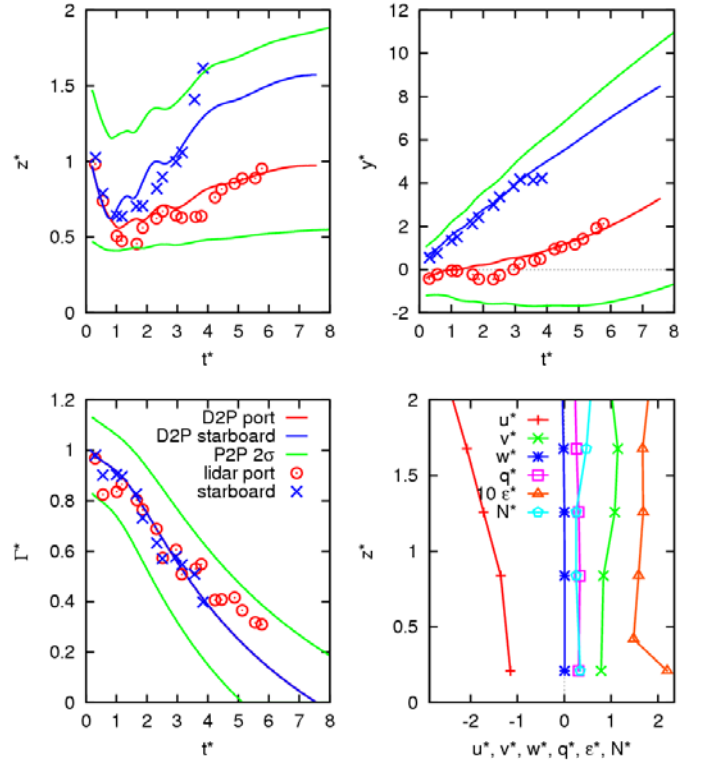 2
1.5
1
0.5
0
z*
0 1 2 3 4 5 6 7 8
t*
12
10
8
6
4
2
0
-2
y*
0 1 2 3 4 5 6 7 8
t*
1.2
1
0.8
0.6
0.4
0.2
0
Γ*
D2P port
D2P starboard
P2P 2σ
lidar port
starboard
0 1 2 3 4 5 6 7 8
t*
2
1.5
1
0.5
0
z*
u*
v*
w*
q*
10 ε*
N*
-2 -1 0 1 2
u*, v*, w*, q*, ε*, N*